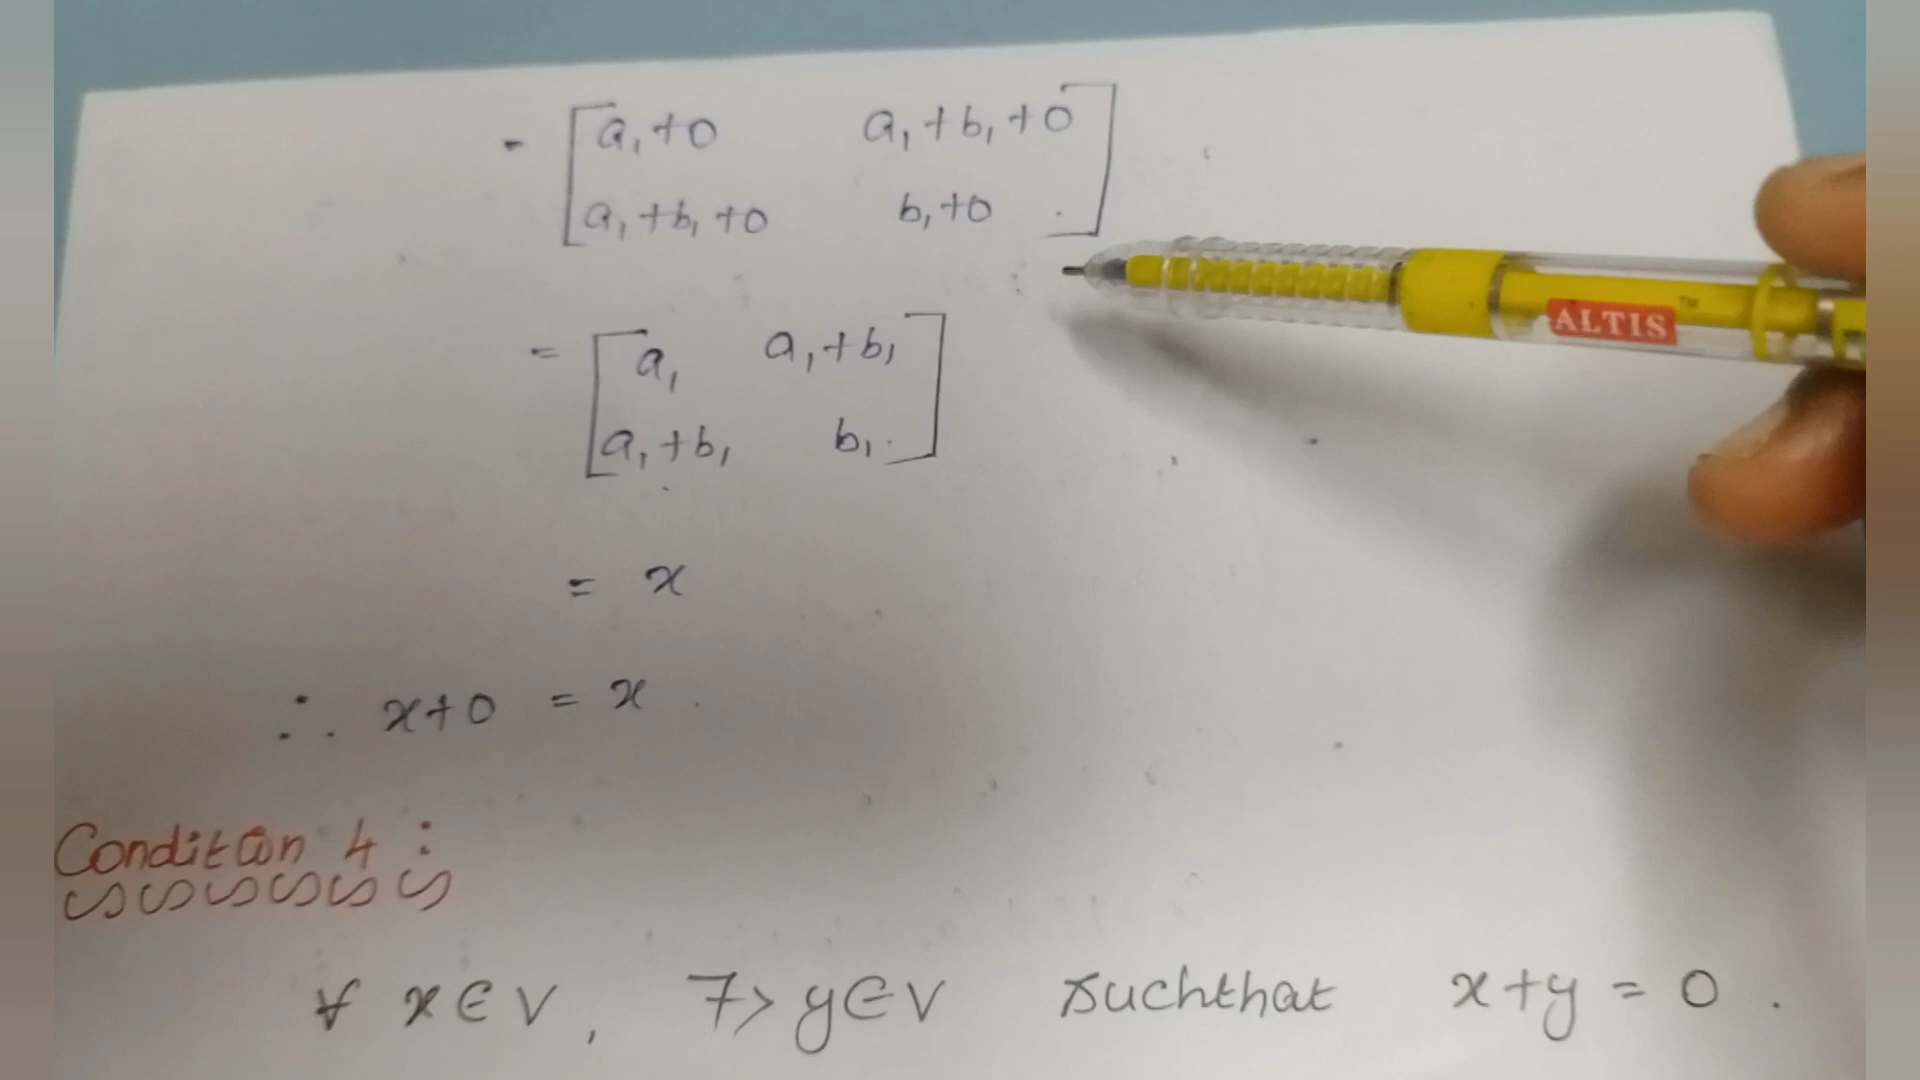 = [ a₁+0 a₁+b₁+0
a₁+b₁+0 b₁+0 ]
= [ a₁ a₁+b₁
a₁+b₁ b₁ ]
= x
∴ x+0 = x.
Condition 4 :
∀ x∈V, ∃ y∈V suchthat x+y = 0.
ALTIS™